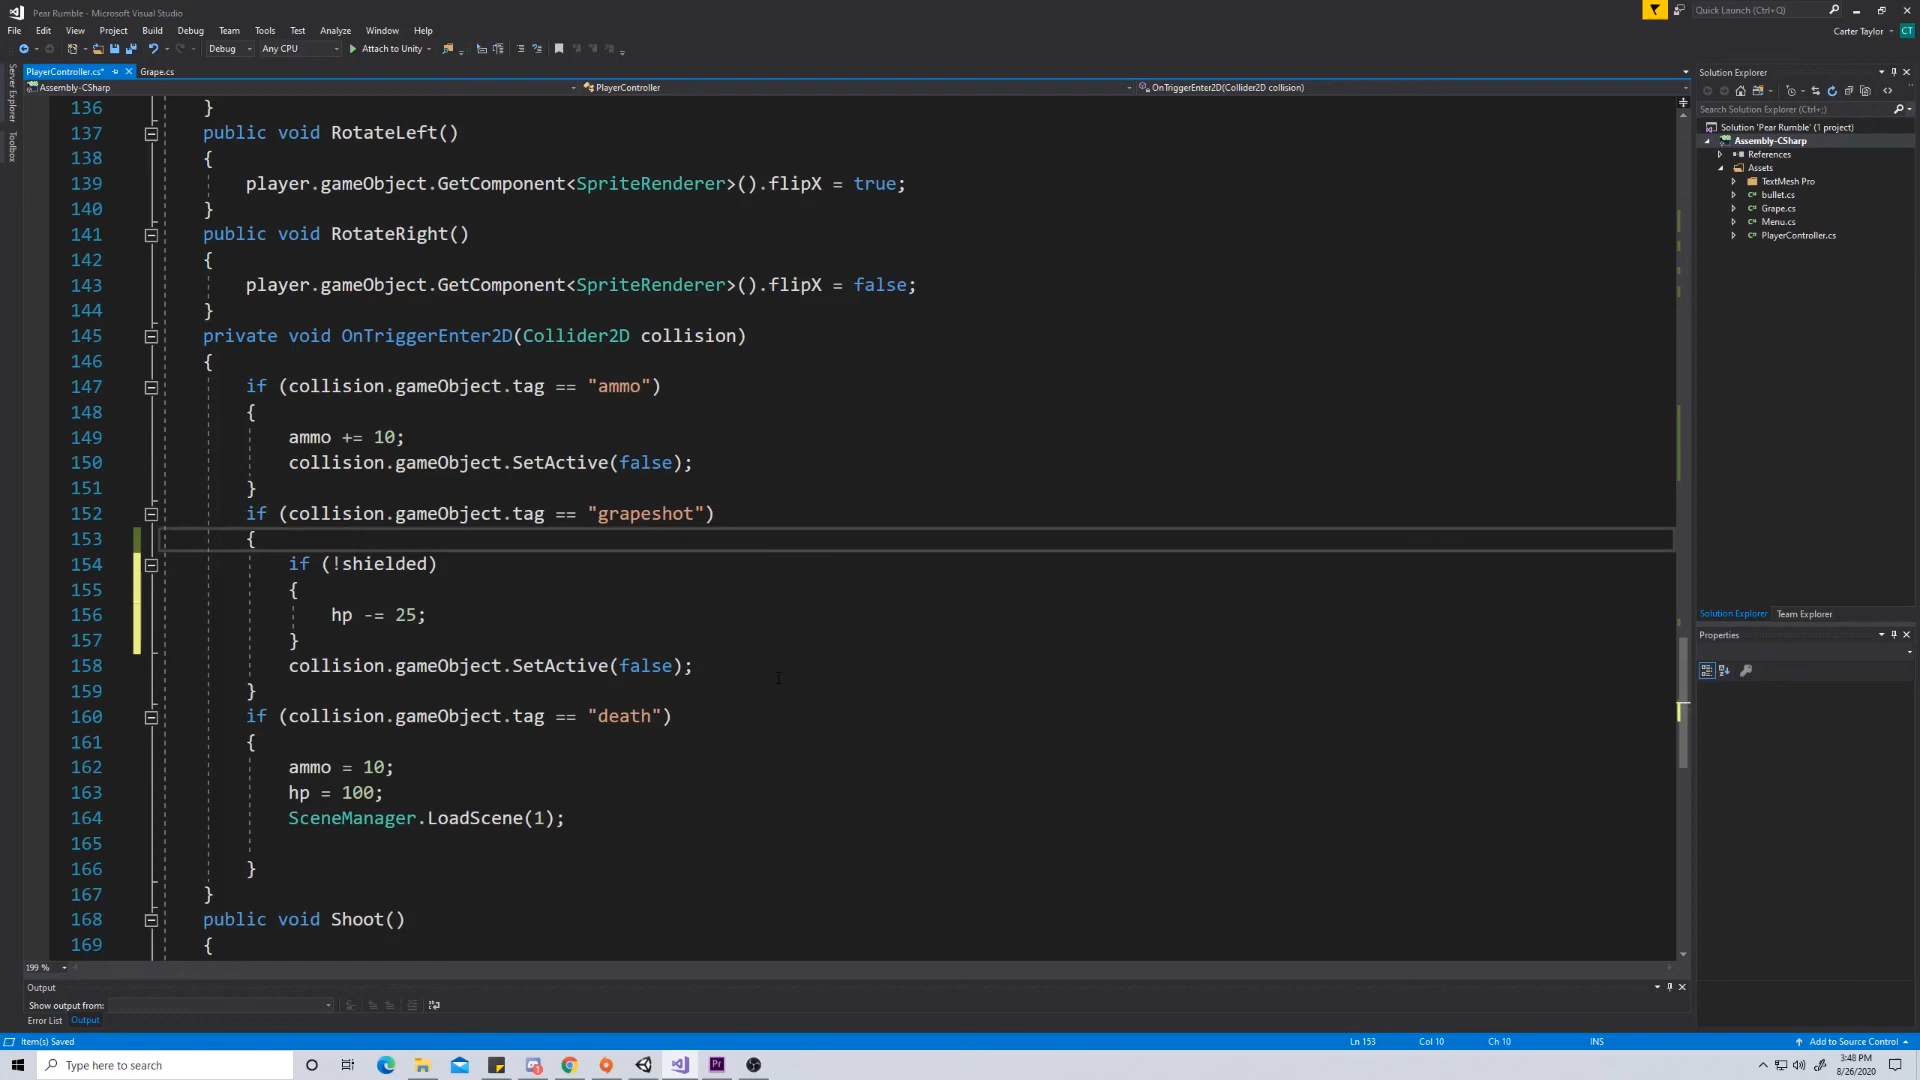 Pear Rumble - Microsoft Visual Studio
Quick Launch (Ctrl+Q)
File Edit View Project Build Debug Team Tools Test Analyze Window Help
Carter Taylor CT
Debug Any CPU Attach to Unity
Server Explorer
Toolbox
PlayerController.cs* Grape.cs
Assembly-CSharp PlayerController OnTriggerEnter2D(Collider2D collision)
136 }
137 public void RotateLeft()
138 {
139 player.gameObject.GetComponent<SpriteRenderer>().flipX = true;
140 }
141 public void RotateRight()
142 {
143 player.gameObject.GetComponent<SpriteRenderer>().flipX = false;
144 }
145 private void OnTriggerEnter2D(Collider2D collision)
146 {
147 if (collision.gameObject.tag == "ammo")
148 {
149 ammo += 10;
150 collision.gameObject.SetActive(false);
151 }
152 if (collision.gameObject.tag == "grapeshot")
153 {
154 if (!shielded)
155 {
156 hp -= 25;
157 }
158 collision.gameObject.SetActive(false);
159 }
160 if (collision.gameObject.tag == "death")
161 {
162 ammo = 10;
163 hp = 100;
164 SceneManager.LoadScene(1);
165
166 }
167 }
168 public void Shoot()
169 {
199 %
Output
Show output from:
Error List Output
Solution Explorer
Search Solution Explorer (Ctrl+;)
Solution 'Pear Rumble' (1 project)
Assembly-CSharp
References
Assets
TextMesh Pro
bullet.cs
Grape.cs
Menu.cs
PlayerController.cs
Solution Explorer Team Explorer
Properties
Item(s) Saved Ln 153 Col 10 Ch 10 INS Add to Source Control
Type here to search
Pr
3:48 PM
8/26/2020